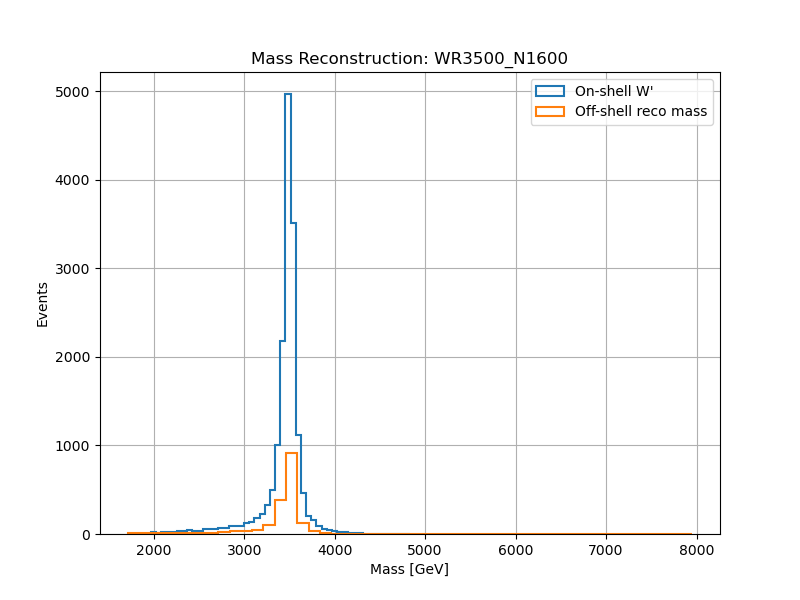 Mass Reconstruction: WR3500_N1600
On-shell W'
Off-shell reco mass
5000
4000
3000
2000
1000
0
Events
2000 3000 4000 5000 6000 7000 8000
Mass [GeV]